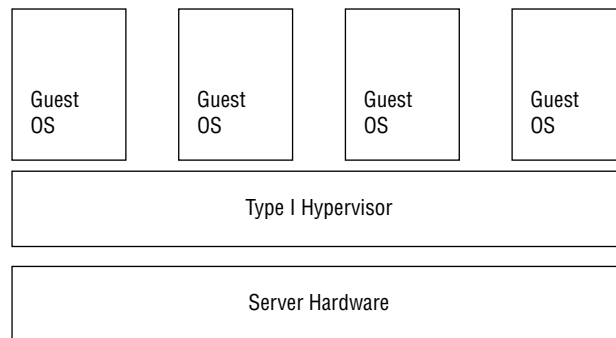 Guest
OS
Guest
OS
Guest
OS
Guest
OS
Type I Hypervisor
Server Hardware